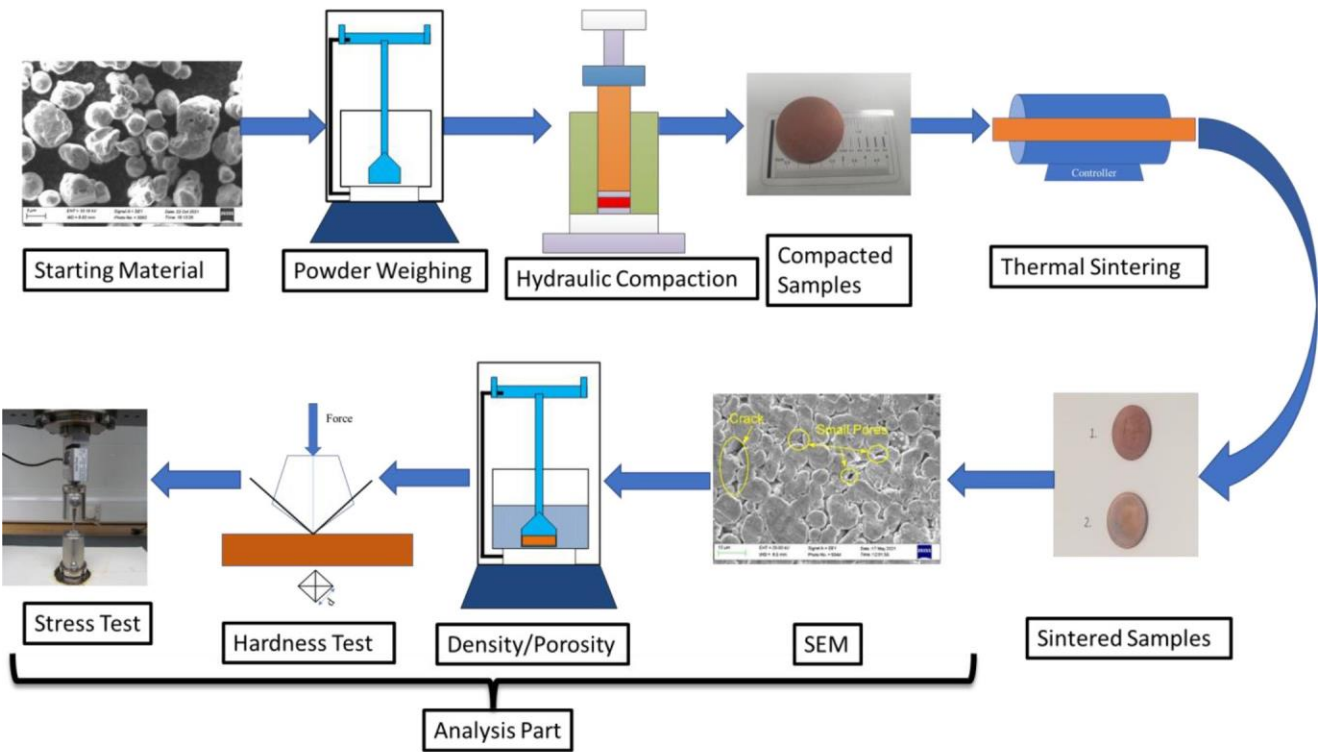 Controller
Starting Material
Powder Weighing
Hydraulic Compaction
Compacted
Samples
Thermal Sintering
Force
Crack
Small Pores
1.
2.
ZEISS
Stress Test
Hardness Test
Density/Porosity
SEM
Sintered Samples
Analysis Part